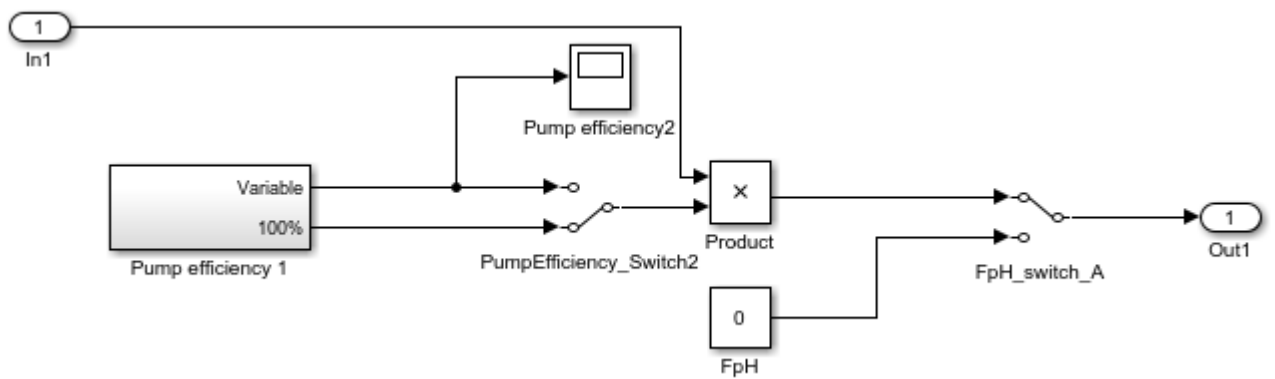 1
In1
Pump efficiency2
Variable
100%
Pump efficiency 1
PumpEfficiency_Switch2
×
Product
0
FpH
FpH_switch_A
1
Out1